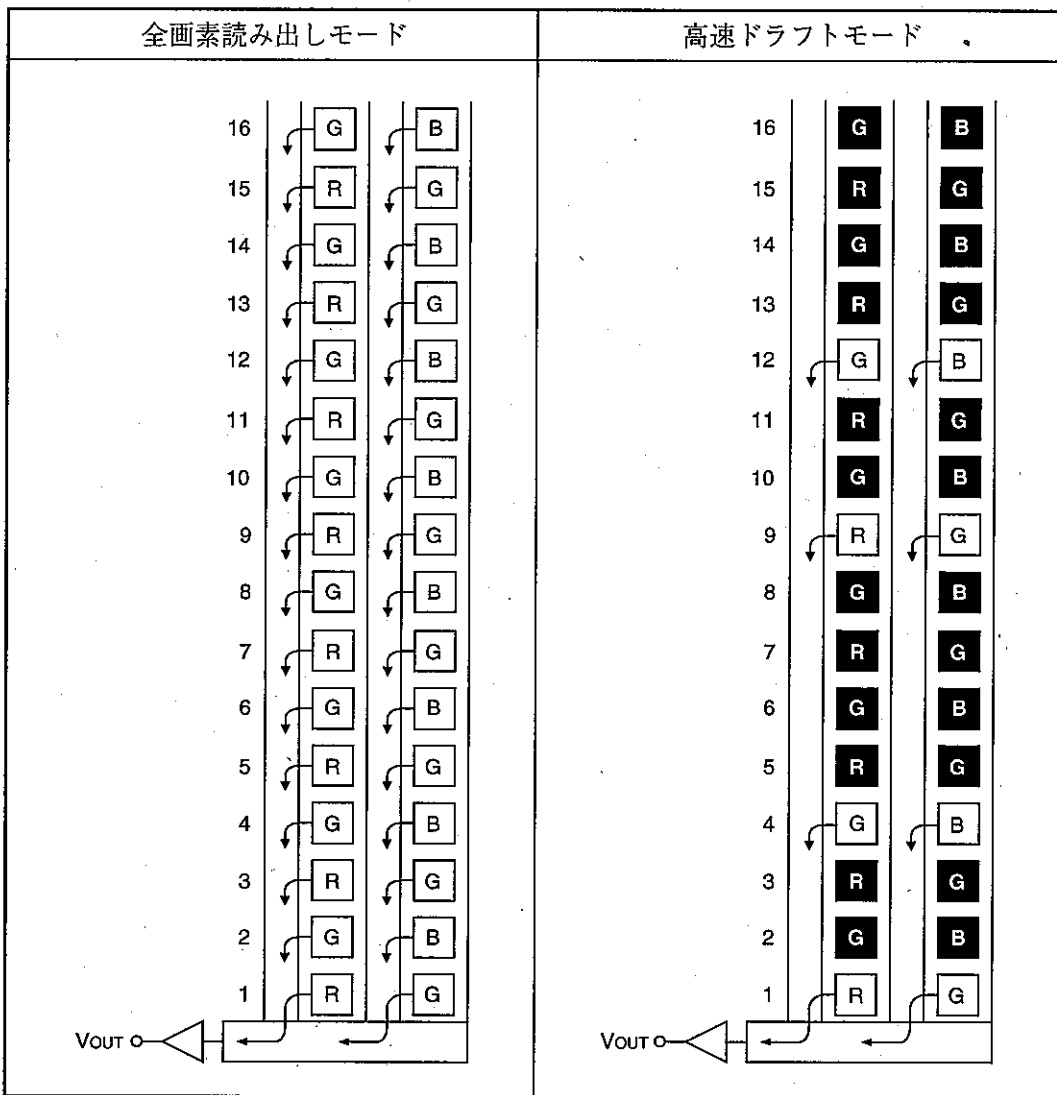 全画素読み出しモード 高速ドラフトモード
16 G B 16 G B
15 R G 15 R G
14 G B 14 G B
13 R G 13 R G
12 G B 12 G B
11 R G 11 R G
10 G B 10 G B
9 R G 9 R G
8 G B 8 G B
7 R G 7 R G
6 G B 6 G B
5 R G 5 R G
4 G B 4 G B
3 R G 3 R G
2 G B 2 G B
1 R G 1 R G
VOUT VOUT